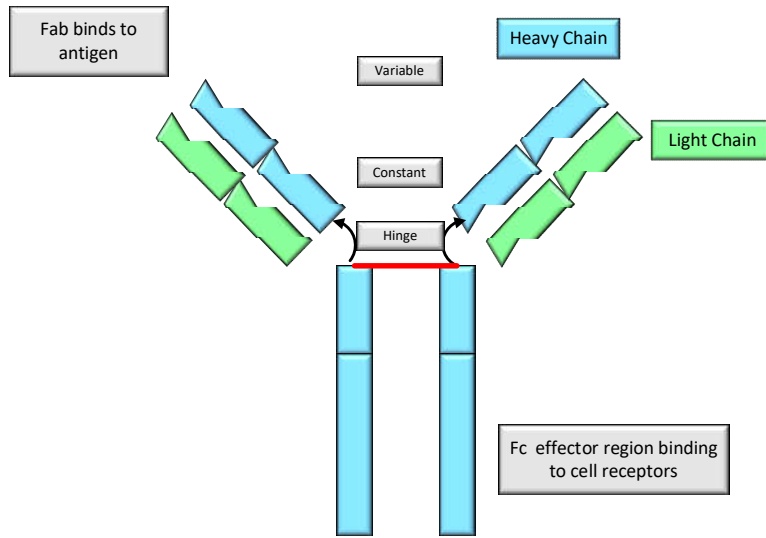 Fab binds to
antigen
Heavy Chain
Variable
Light Chain
Constant
Hinge
Fc effector region binding
to cell receptors